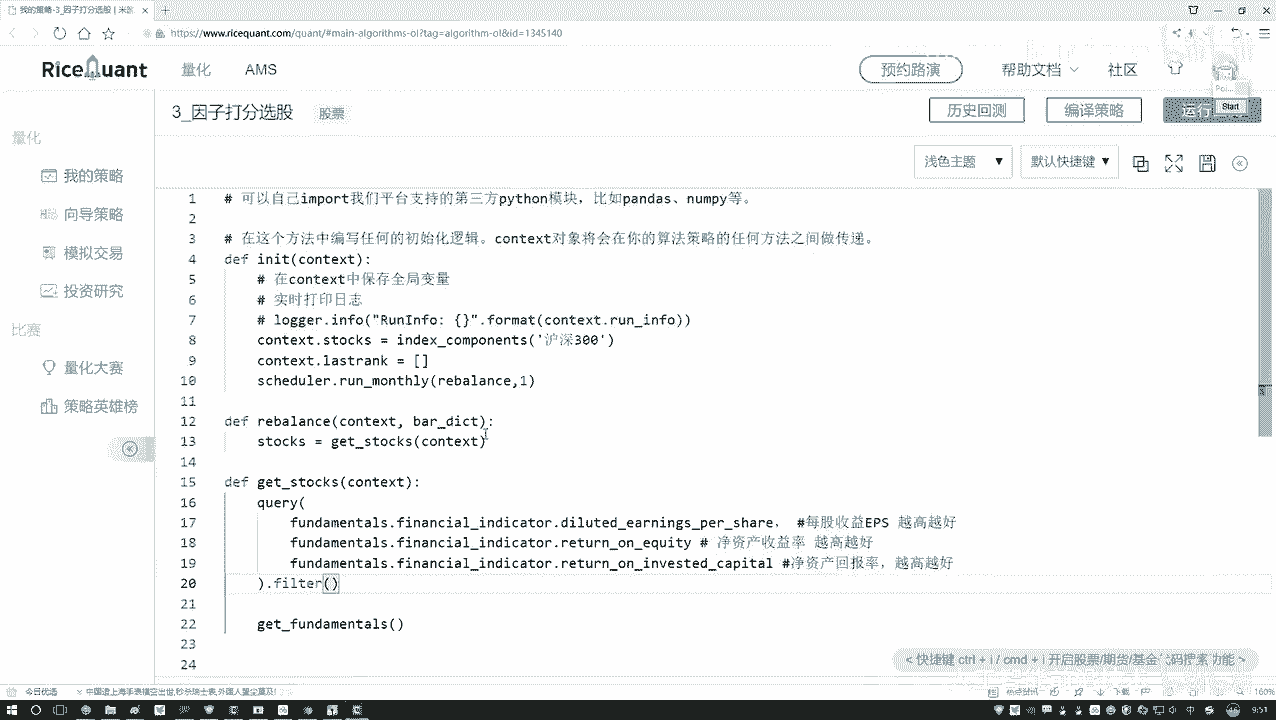 我的策略-3_因子打分选股 | 米筐
https://www.ricequant.com/quant/#main-algorithms-ol?tag=algorithm-ol&id=1345140
RiceQuant 量化 AMS 预约路演 帮助文档 社区
3_因子打分选股 股票 历史回测 编译策略 运行 Start
浅色主题 默认快捷键
量化
我的策略
向导策略
模拟交易
投资研究
比赛
量化大赛
策略英雄榜
1 # 可以自己import我们平台支持的第三方python模块，比如pandas、numpy等。
2
3 # 在这个方法中编写任何的初始化逻辑。context对象将会在你的算法策略的任何方法之间做传递。
4 def init(context):
5 # 在context中保存全局变量
6 # 实时打印日志
7 # logger.info("RunInfo: {}".format(context.run_info))
8 context.stocks = index_components('沪深300')
9 context.lastrank = []
10 scheduler.run_monthly(rebalance,1)
11
12 def rebalance(context, bar_dict):
13 stocks = get_stocks(context)
14
15 def get_stocks(context):
16 query(
17 fundamentals.financial_indicator.diluted_earnings_per_share， #每股收益EPS 越高越好
18 fundamentals.financial_indicator.return_on_equity # 净资产收益率 越高越好
19 fundamentals.financial_indicator.return_on_invested_capital #净资产回报率，越高越好
20 ).filter()
21
22 get_fundamentals()
23
24
< 快捷键 ctrl + i / cmd + i 开启股票/期货/基金
今日优选
160%
9:51